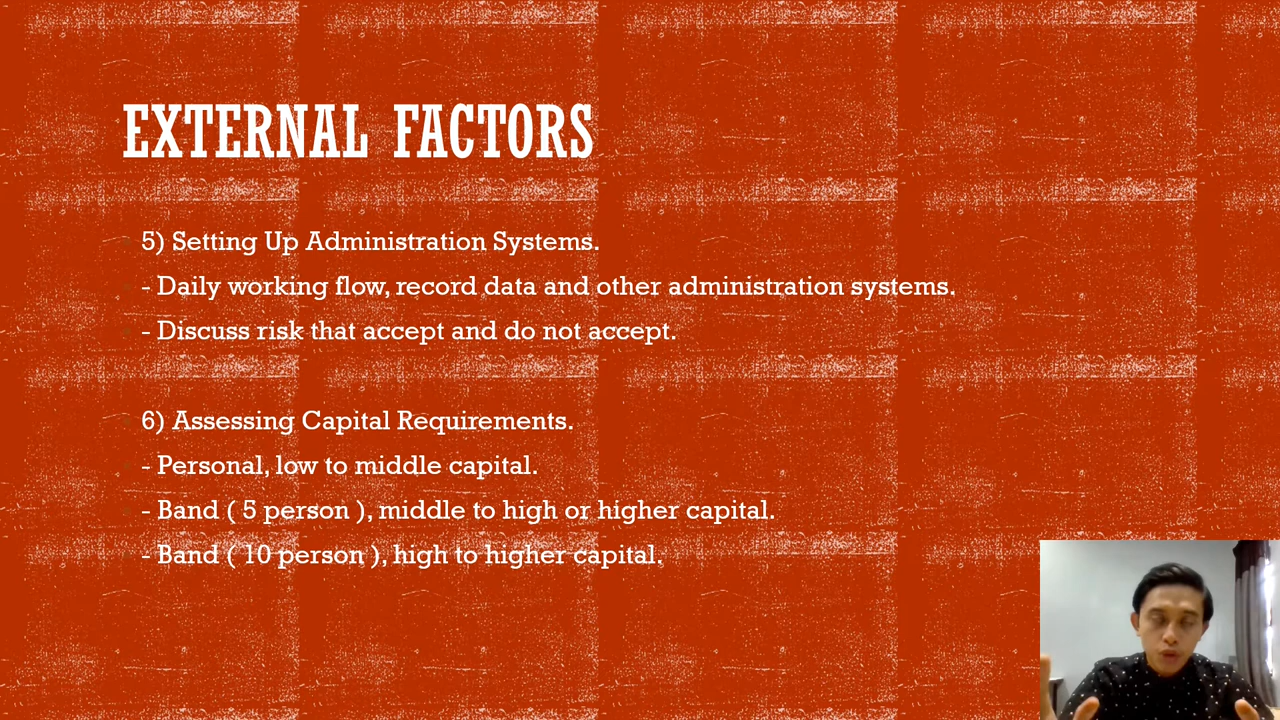 EXTERNAL FACTORS
5) Setting Up Administration Systems.
- Daily working flow, record data and other administration systems.
- Discuss risk that accept and do not accept.
6) Assessing Capital Requirements.
- Personal, low to middle capital.
- Band ( 5 person ), middle to high or higher capital.
- Band ( 10 person ), high to higher capital.